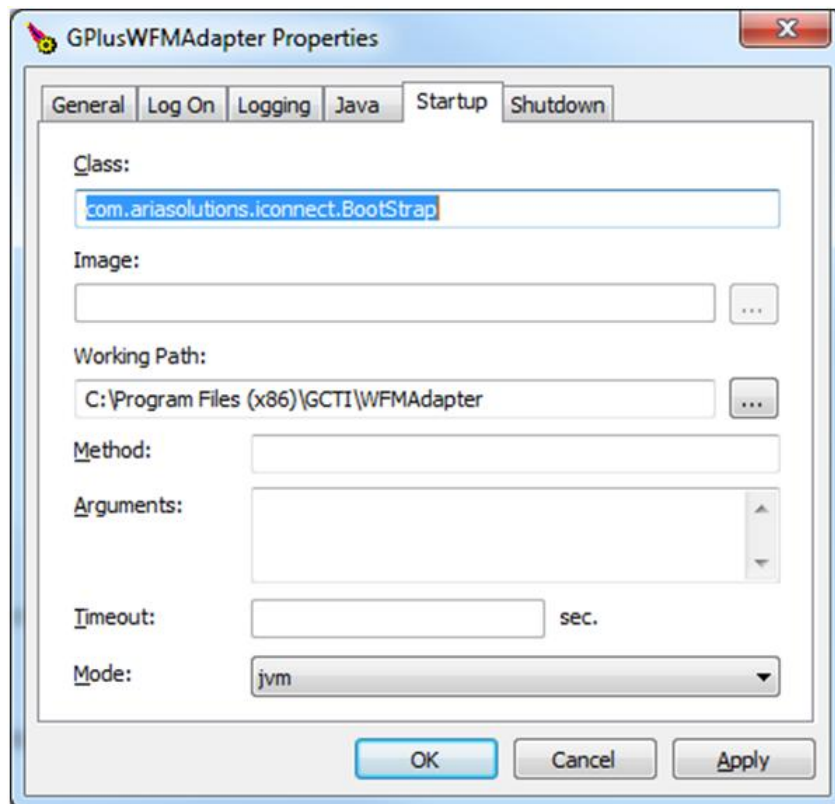 GPlusWFMAdapter Properties
General Log On Logging Java Startup Shutdown
Class:
com.ariasolutions.iconnect.BootStrap
Image:
...
Working Path:
C:\Program Files (x86)\GCTI\WFMAdapter
...
Method:
Arguments:
Timeout:
sec.
Mode:
jvm
OK Cancel Apply